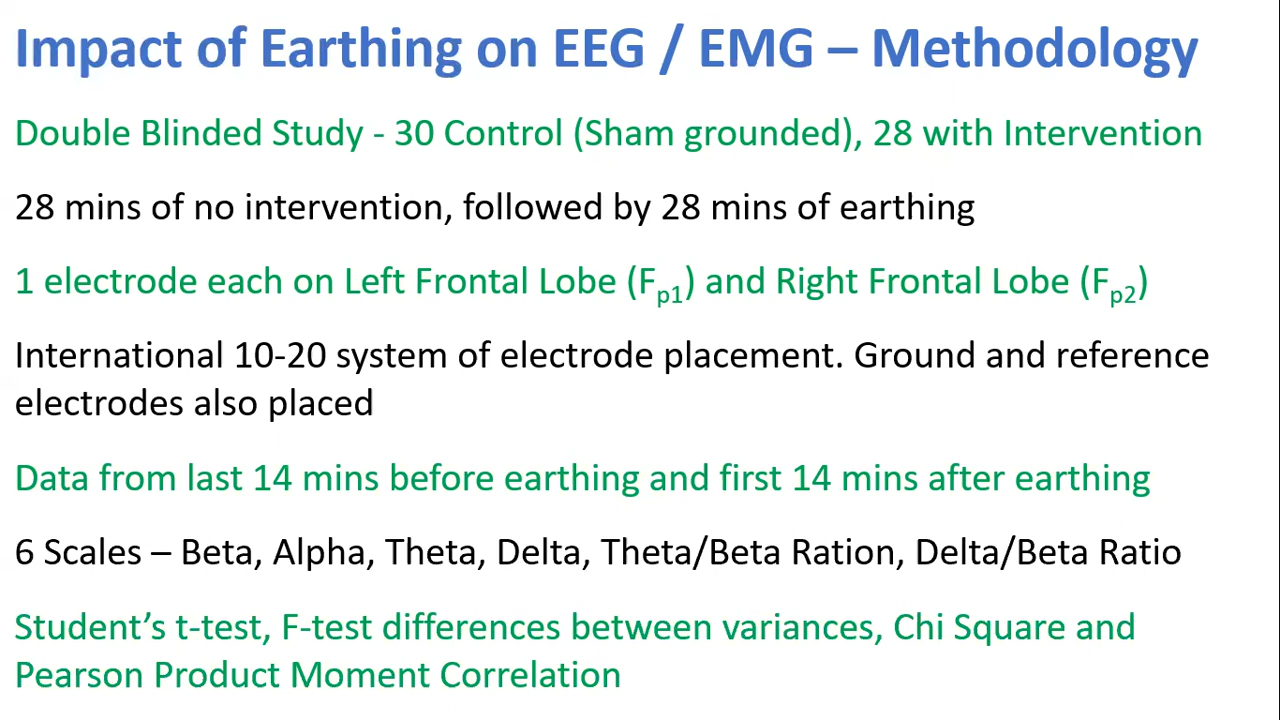 Impact of Earthing on EEG / EMG – Methodology
Double Blinded Study - 30 Control (Sham grounded), 28 with Intervention
28 mins of no intervention, followed by 28 mins of earthing
1 electrode each on Left Frontal Lobe (Fp1) and Right Frontal Lobe (Fp2)
International 10-20 system of electrode placement. Ground and reference
electrodes also placed
Data from last 14 mins before earthing and first 14 mins after earthing
6 Scales – Beta, Alpha, Theta, Delta, Theta/Beta Ration, Delta/Beta Ratio
Student’s t-test, F-test differences between variances, Chi Square and
Pearson Product Moment Correlation